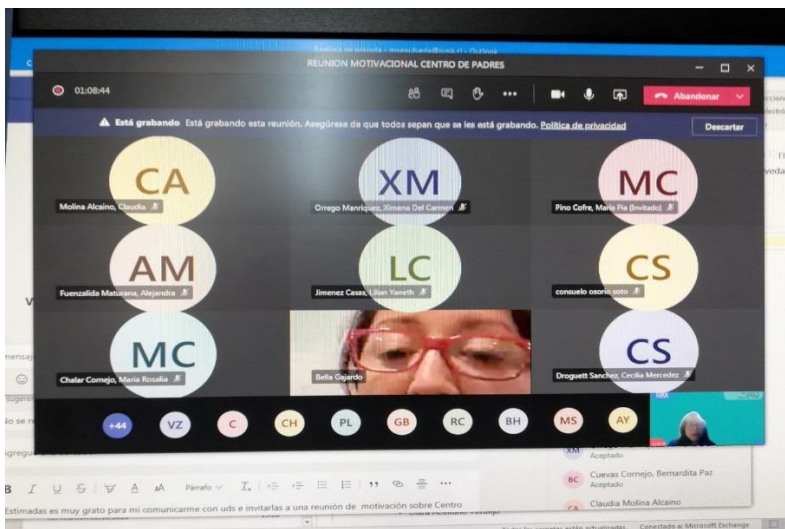 REUNION MOTIVACIONAL CENTRO DE PADRES
01:08:44
Abandonar
Está grabando Está grabando esta reunión, Asegúrese de que todos sepan que se les está grabando. Política de privacidad
Descartar
CA
Molina Alcaino, Claudia
XM
Orrego Manriquez, Ximena Del Carmen
MC
Pino Cofre, Maria Pia (Invitado)
AM
Fuenzalida Maturana, Alejandra
LC
Jimenez Casas, Lilian Yaneth
CS
consuelo osorio soto
MC
Chalar Cornejo, Maria Rosalia
Bella Gajardo
CS
Droguett Sanchez, Cecilia Mercedez
+44 VZ C CH PL GB RC BH MS AY
XM
Aceptado
BC Cuevas Cornejo, Bernardita Paz
Aceptado
CA Claudia Molina Alcaino
Párrafo
Estimadas es muy grato para mi comunicarme con uds e invitarlas a una reunión de motivación sobre Centro
Conectado a Microsoft Exchange